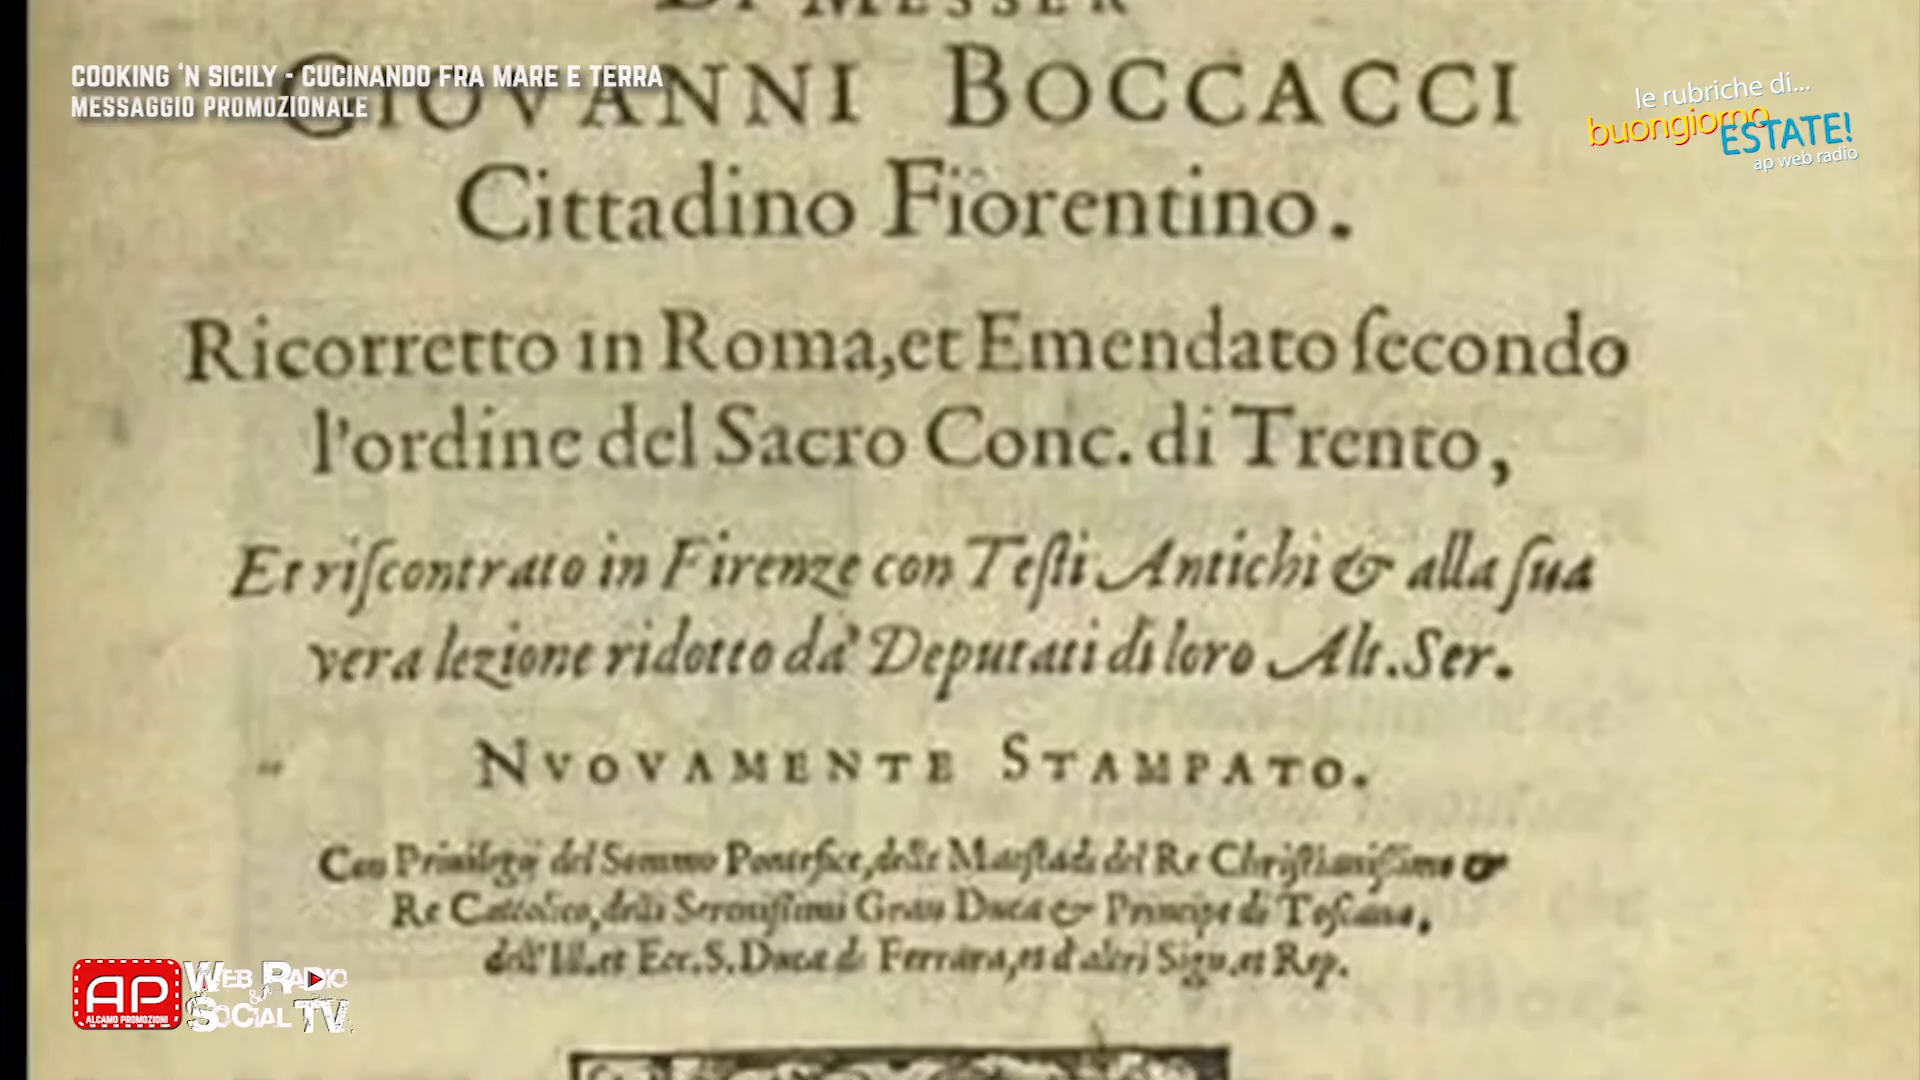 DI MESSER
GIOVANNI BOCCACCI
Cittadino Fiorentino.
Ricorretto in Roma, et Emendato ſecondo
l'ordine del Sacro Conc. di Trento,
Et riſcontrato in Firenze con Teſti Antichi & alla ſua
vera lezione ridotto da' Deputati di loro Alt. Ser.
NVOVAMENTE STAMPATO.
Con Priuilegij del Sommo Pontefice, delle Maeſtà del Re Chriſtianiſſimo &
Re Cattolico, delli Sereniſſimi Gran Duca & Principe di Toſcana,
dell'Ill. et Ecc. S. Duca di Ferrara, et d'altri Sign. et Rep.
COOKING 'N SICILY - CUCINANDO FRA MARE E TERRA
MESSAGGIO PROMOZIONALE
le rubriche di...
buongiorno
ESTATE!
ap web radio
AP
ALCAMO PROMOZIONI
WEB RADIO
&
SOCIAL TV